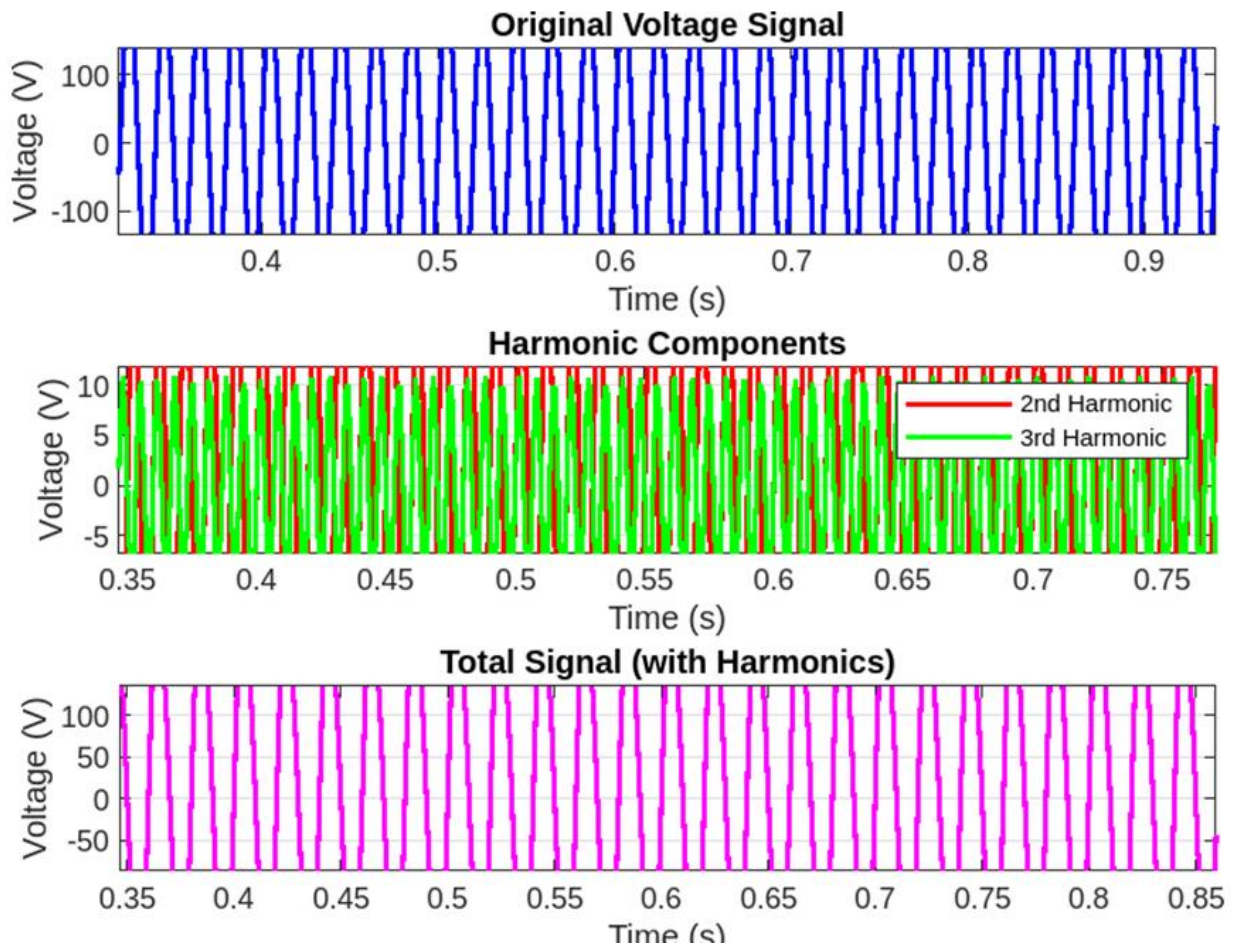 Original Voltage Signal
Voltage (V)
100
0
-100
0.4 0.5 0.6 0.7 0.8 0.9
Time (s)
Harmonic Components
Voltage (V)
10
5
0
-5
2nd Harmonic
3rd Harmonic
0.35 0.4 0.45 0.5 0.55 0.6 0.65 0.7 0.75
Time (s)
Total Signal (with Harmonics)
Voltage (V)
100
50
0
-50
0.35 0.4 0.45 0.5 0.55 0.6 0.65 0.7 0.75 0.8 0.85
Time (s)